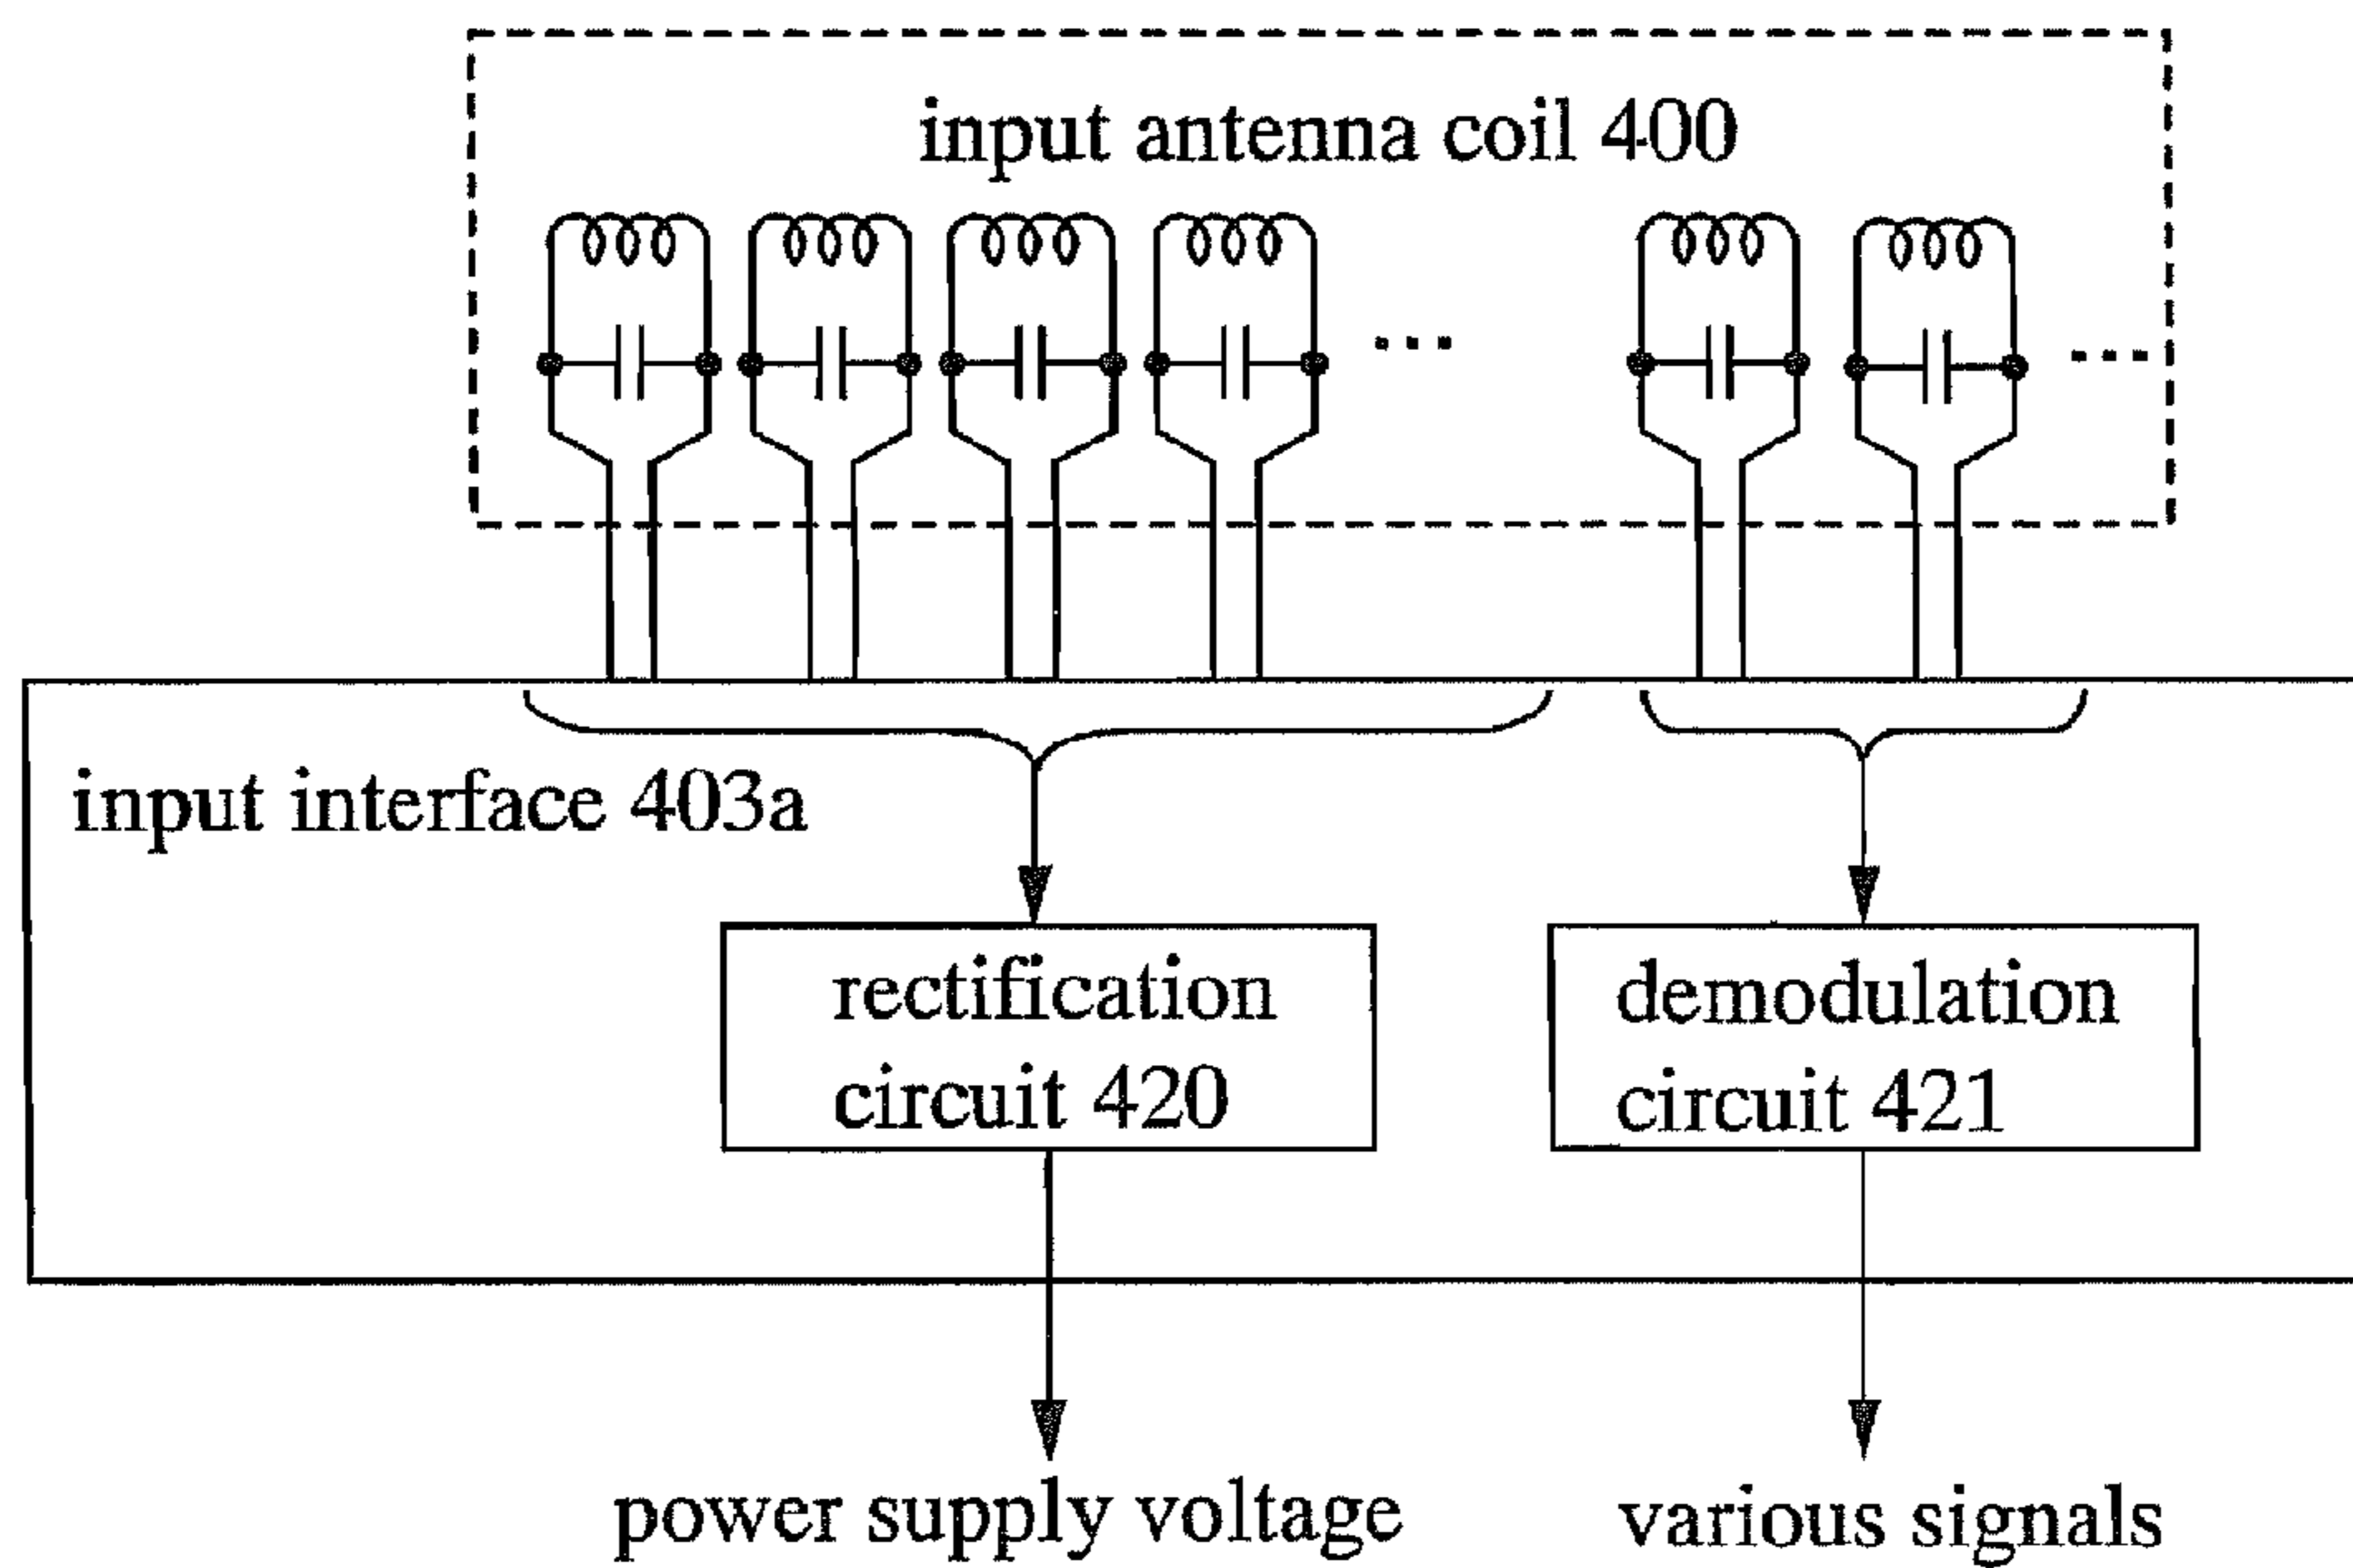 input antenna coil 400
...
...
input interface 403a
rectification
circuit 420
demodulation
circuit 421
power supply voltage
various signals